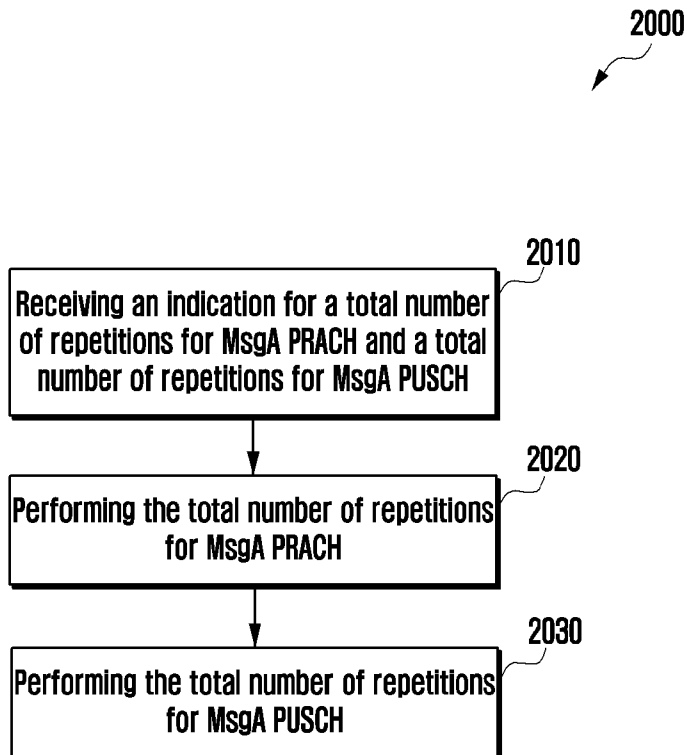 2000
2010
Receiving an indication for a total number
of repetitions for MsgA PRACH and a total
number of repetitions for MsgA PUSCH
2020
Performing the total number of repetitions
for MsgA PRACH
2030
Performing the total number of repetitions
for MsgA PUSCH